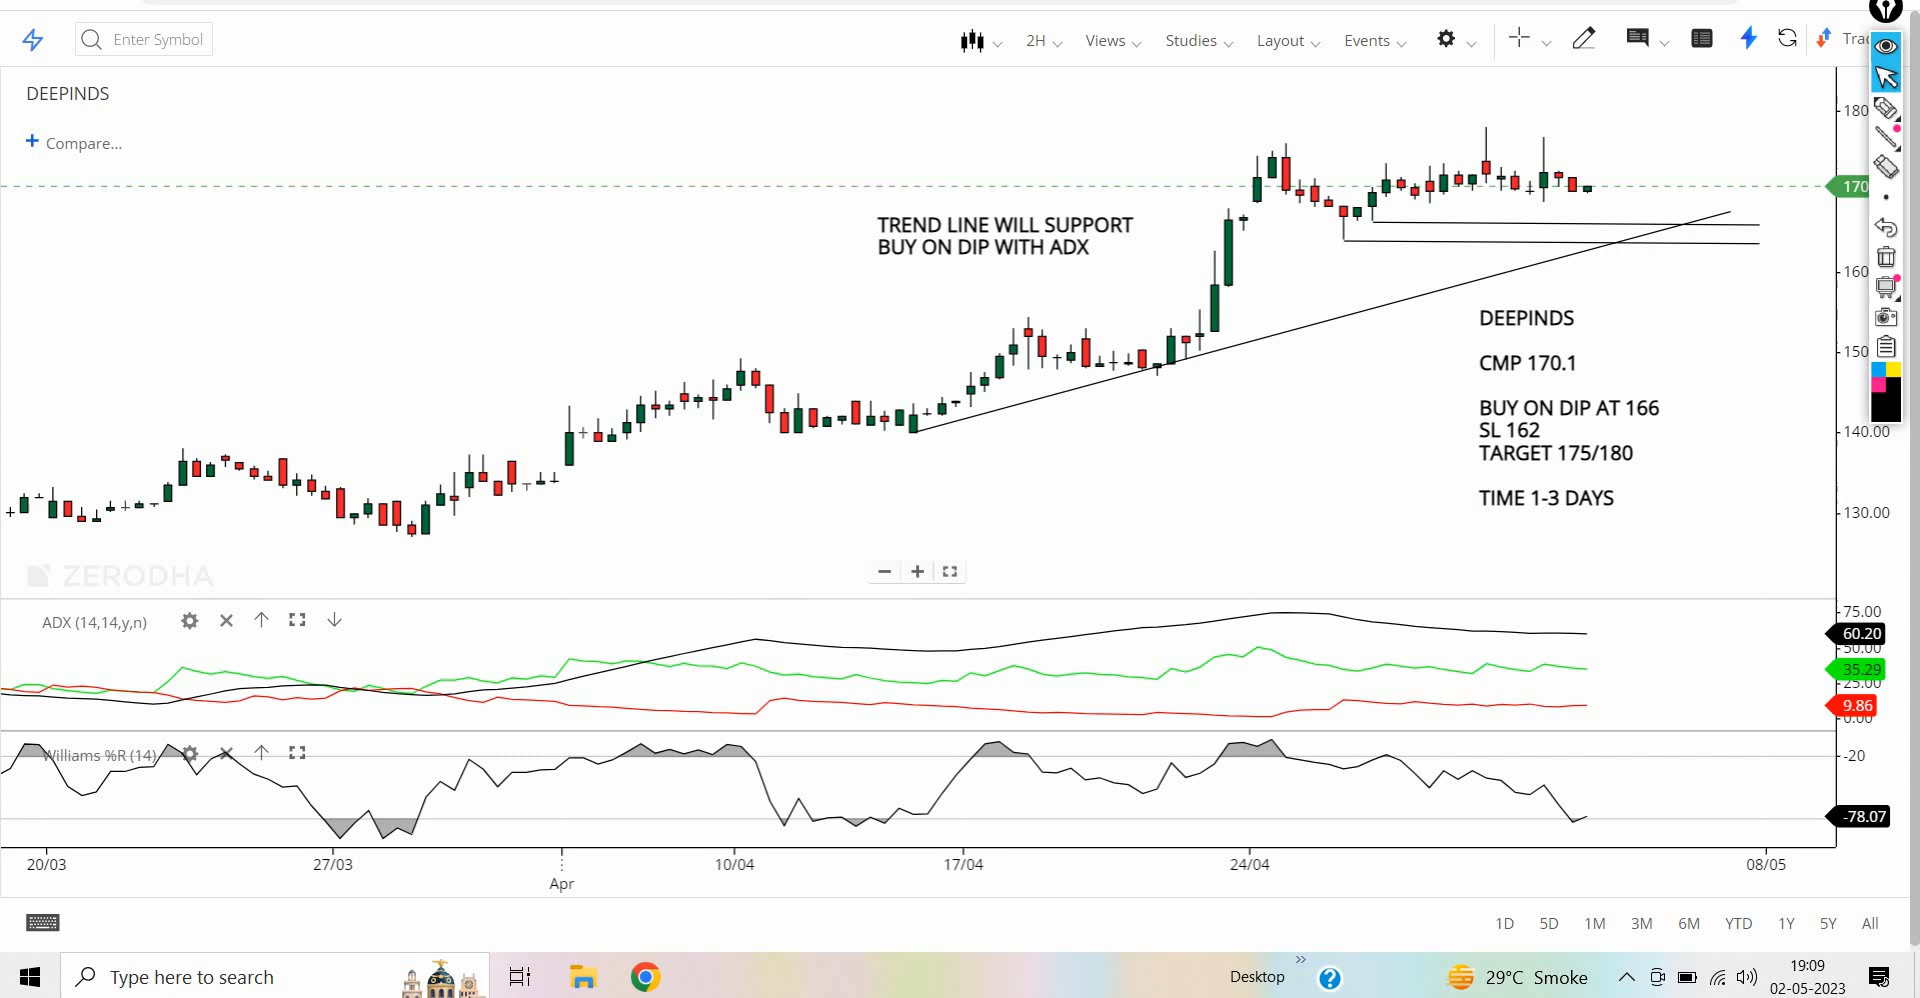 Enter Symbol
2H
Views
Studies
Layout
Events
DEEPINDS
+ Compare...
180
170
160
150
140.00
130.00
TREND LINE WILL SUPPORT
BUY ON DIP WITH ADX
DEEPINDS
CMP 170.1
BUY ON DIP AT 166
SL 162
TARGET 175/180
TIME 1-3 DAYS
ZERODHA
ADX (14,14,y,n)
75.00
60.20
50.00
35.29
25.00
9.86
0.00
Williams %R (14)
-20
-78.07
20/03
27/03
Apr
10/04
17/04
24/04
08/05
1D 5D 1M 3M 6M YTD 1Y 5Y All
Type here to search
Desktop
29°C Smoke
19:09
02-05-2023